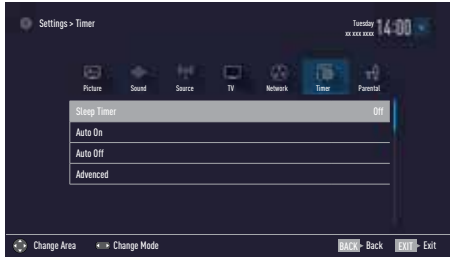 Settings > Timer
Tuesday 14:00
xx xxx xxxx
Picture Sound Source TV Network Timer Parental
Sleep Timer Off
Auto On
Auto Off
Advanced
Change Area Change Mode BACK Back EXIT Exit